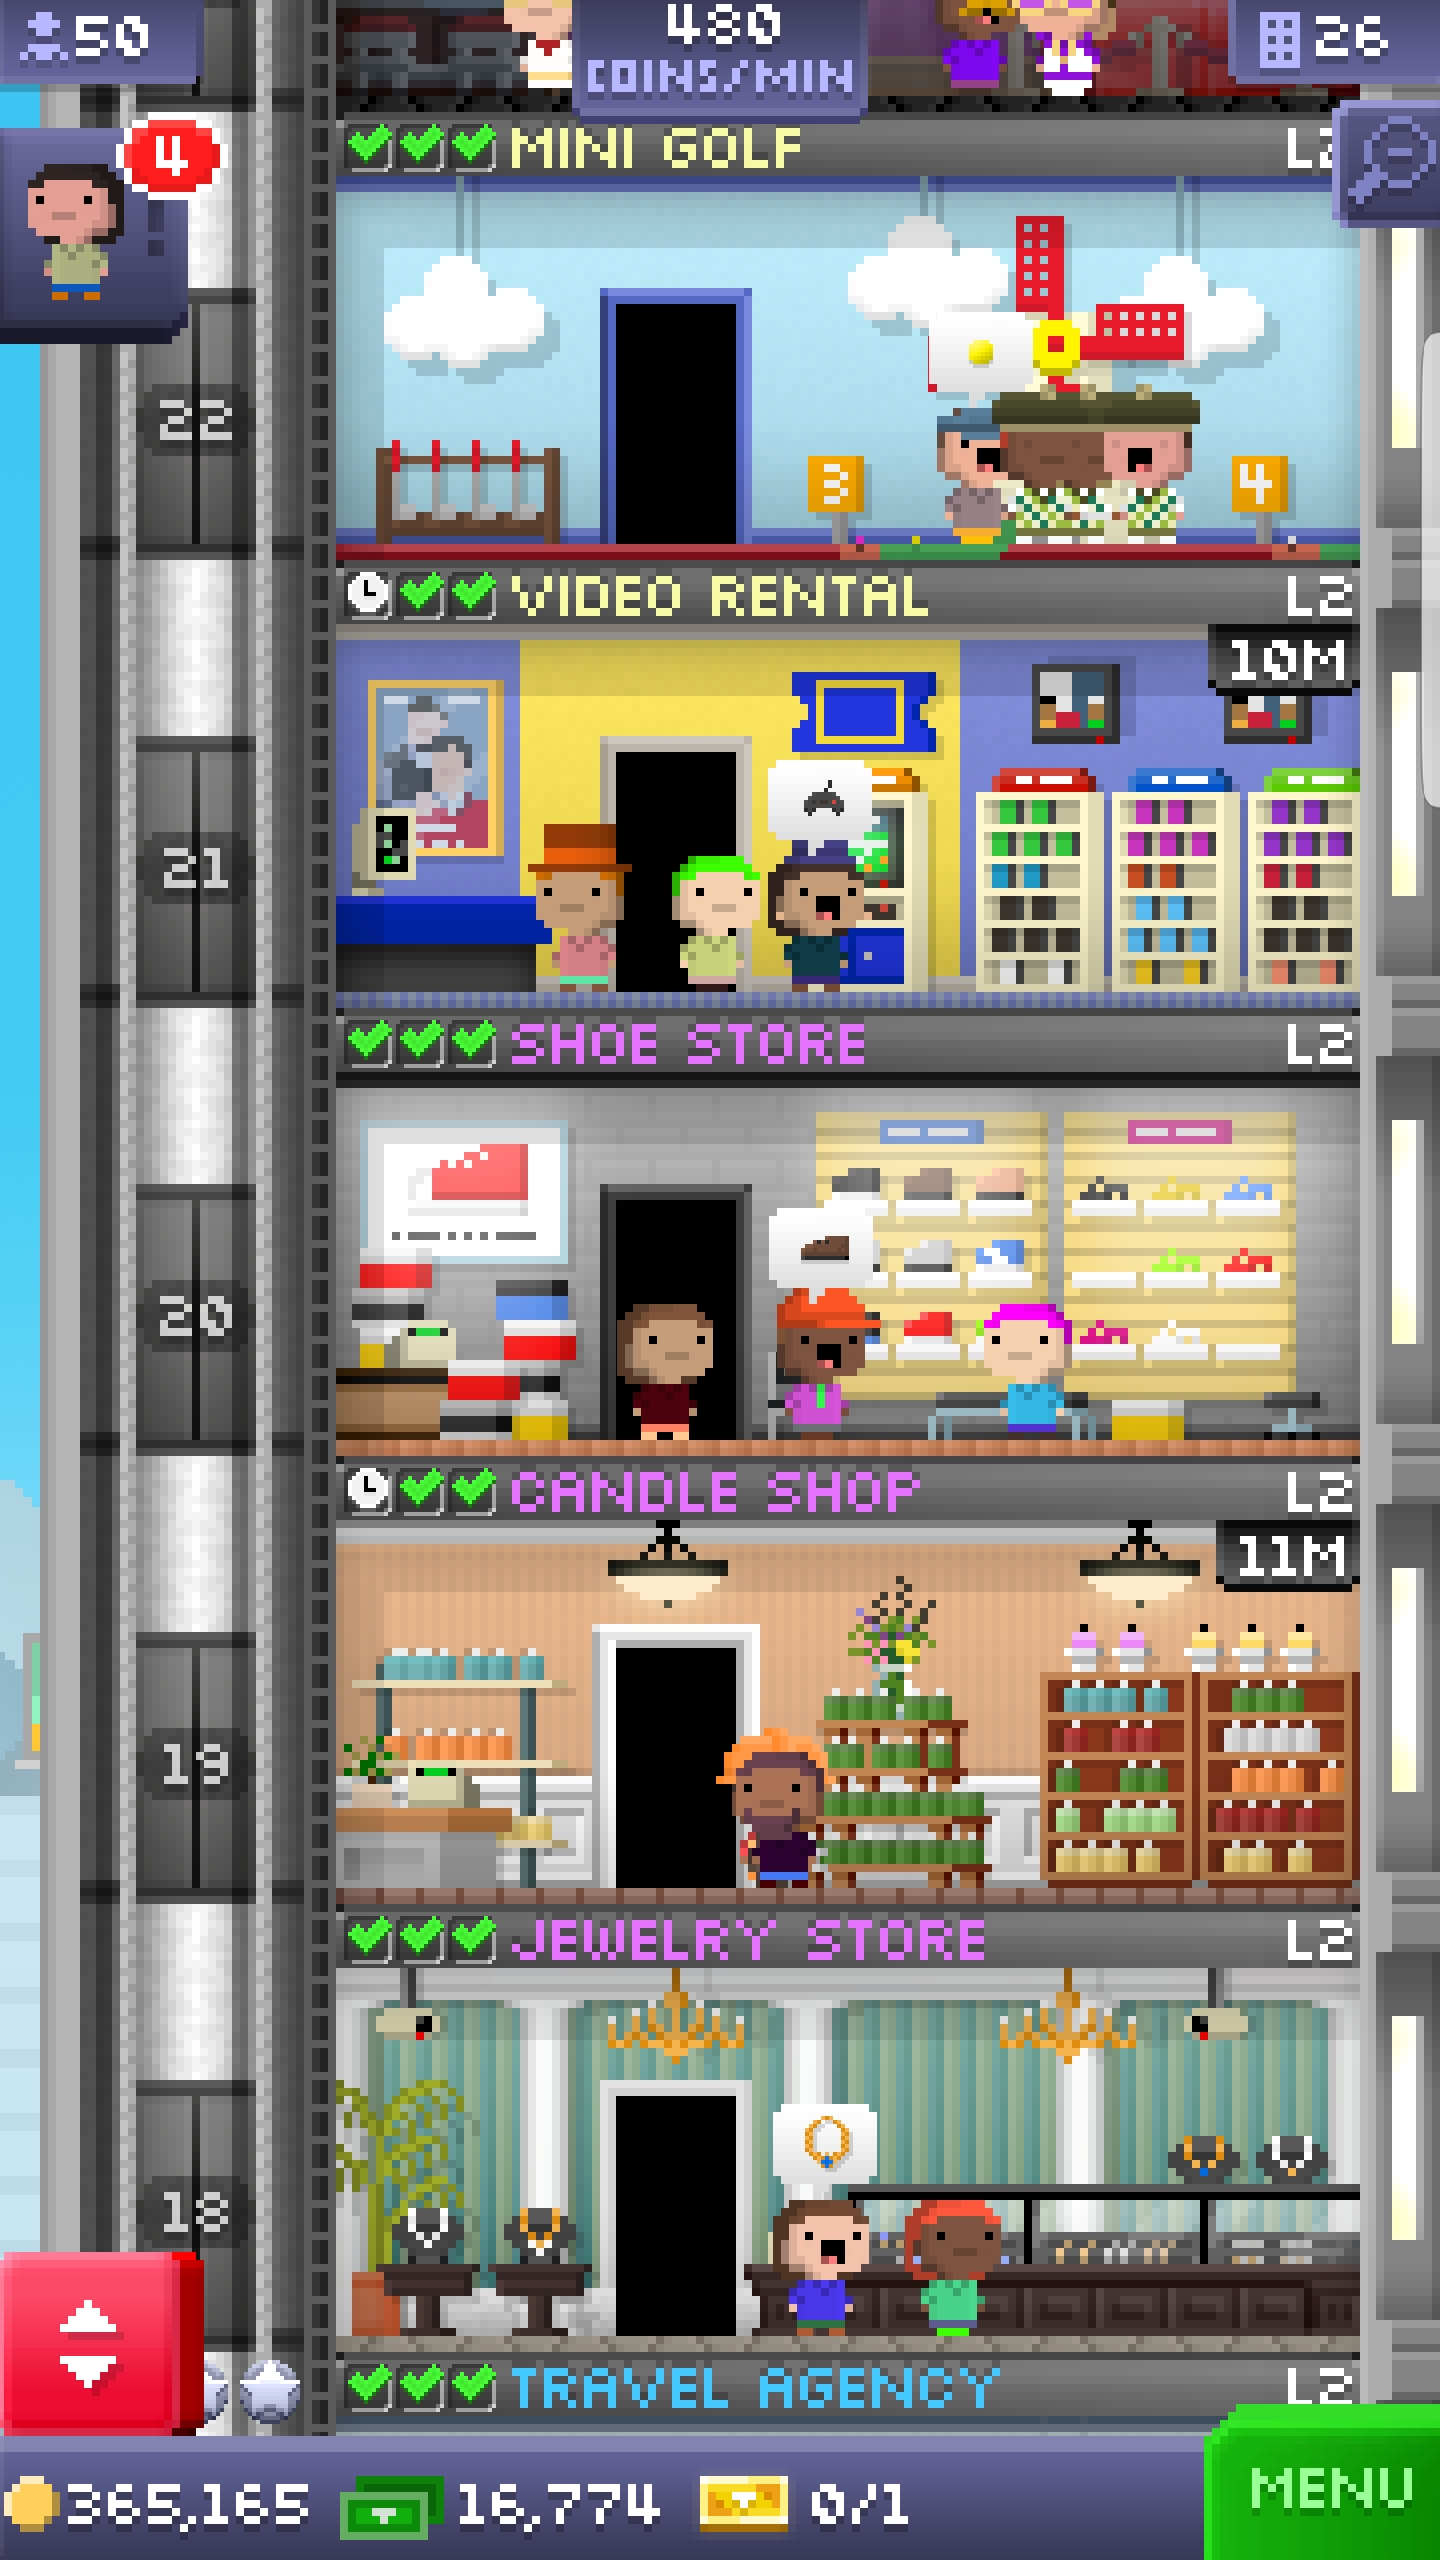 50
480
COINS/MIN
26
4
MINI GOLF
22
3
4
VIDEO RENTAL L2
10M
21
SHOE STORE L2
20
CANDLE SHOP L2
11M
19
JEWELRY STORE L2
18
TRAVEL AGENCY L2
365,165 16,774 0/1
MENU